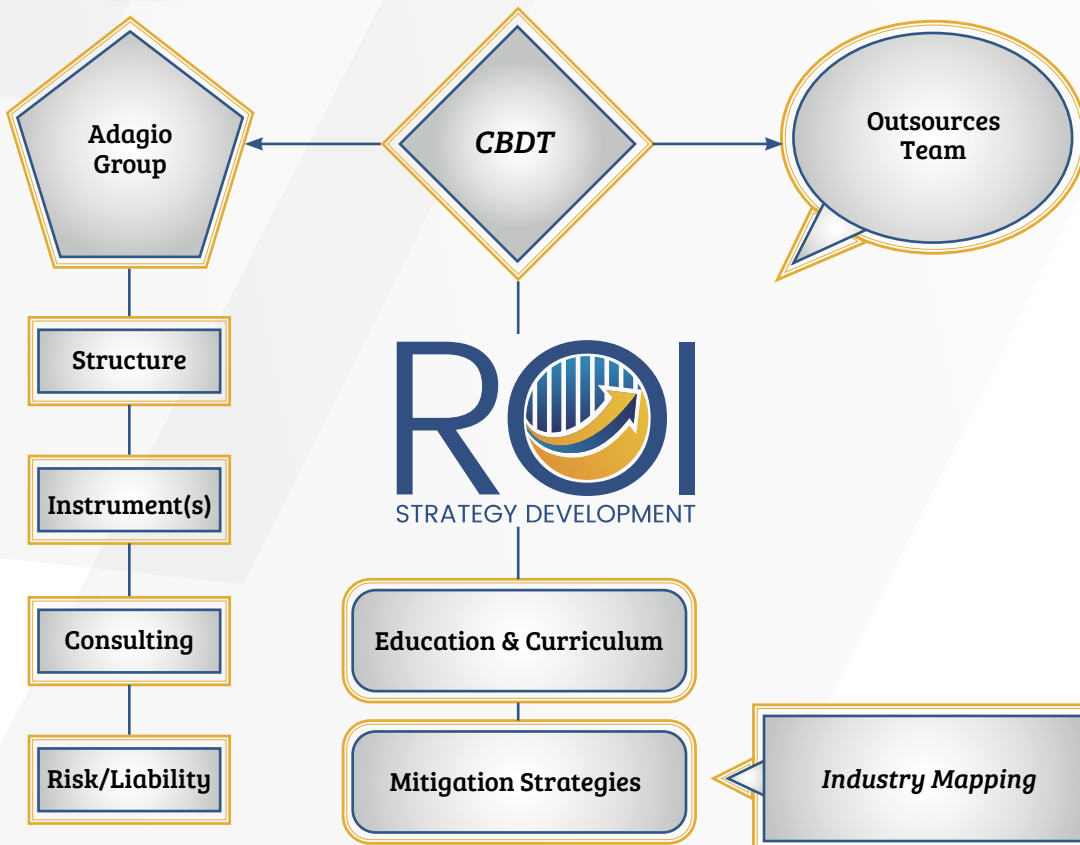 Adagio
Group
CBDT
Outsources
Team
Structure
Instrument(s)
Consulting
Risk/Liability
ROI
STRATEGY DEVELOPMENT
Education & Curriculum
Mitigation Strategies
Industry Mapping